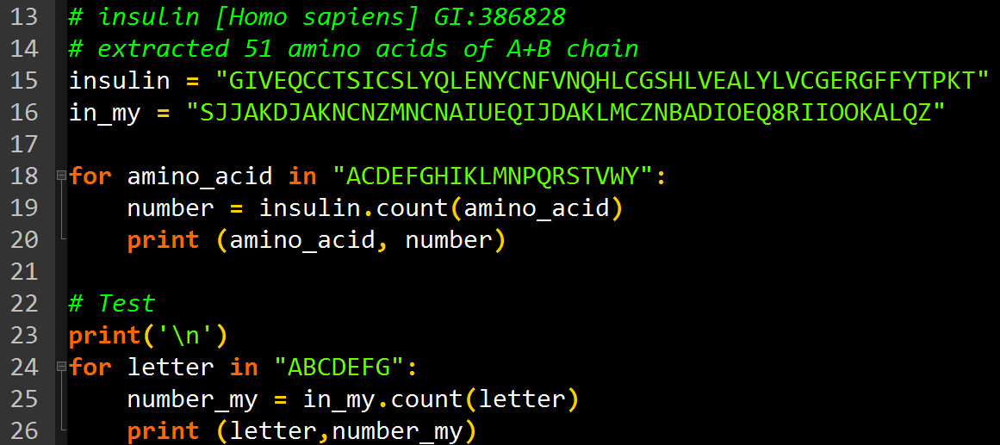 13 # insulin [Homo sapiens] GI:386828
14 # extracted 51 amino acids of A+B chain
15 insulin = "GIVEQCCTSICSLYQLENYCNFVNQHLCGSHLVEALYLVCGERGFFYTPKT"
16 in_my = "SJJAKDJAKNCNZMNCNAIUEQIJDAKLMCZNBADIOEQ8RIIOOKALQZ"
17
18 for amino_acid in "ACDEFGHIKLMNPQRSTVWY":
19 number = insulin.count(amino_acid)
20 print (amino_acid, number)
21
22 # Test
23 print('\n')
24 for letter in "ABCDEFG":
25 number_my = in_my.count(letter)
26 print (letter,number_my)